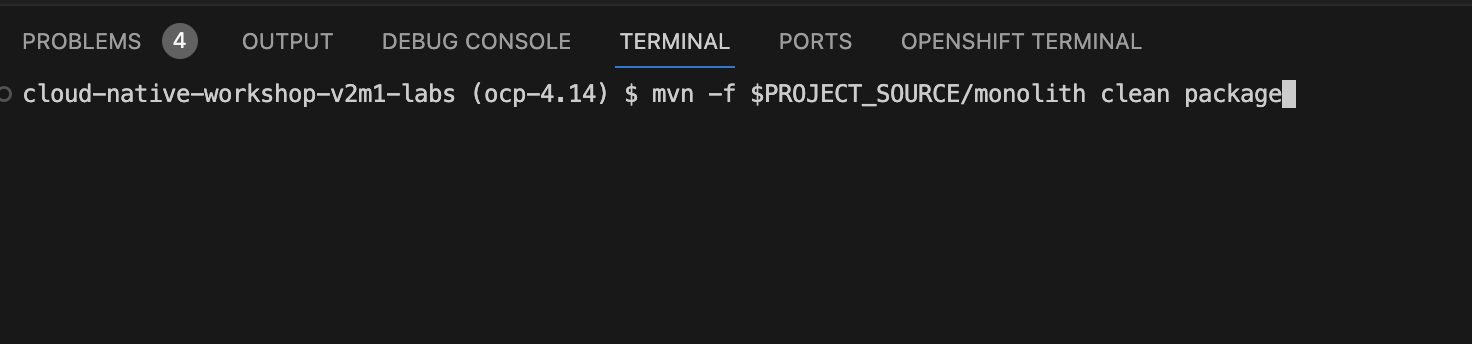 PROBLEMS 4 OUTPUT DEBUG CONSOLE TERMINAL PORTS OPENSHIFT TERMINAL
cloud-native-workshop-v2m1-labs (ocp-4.14) $ mvn -f $PROJECT_SOURCE/monolith clean package